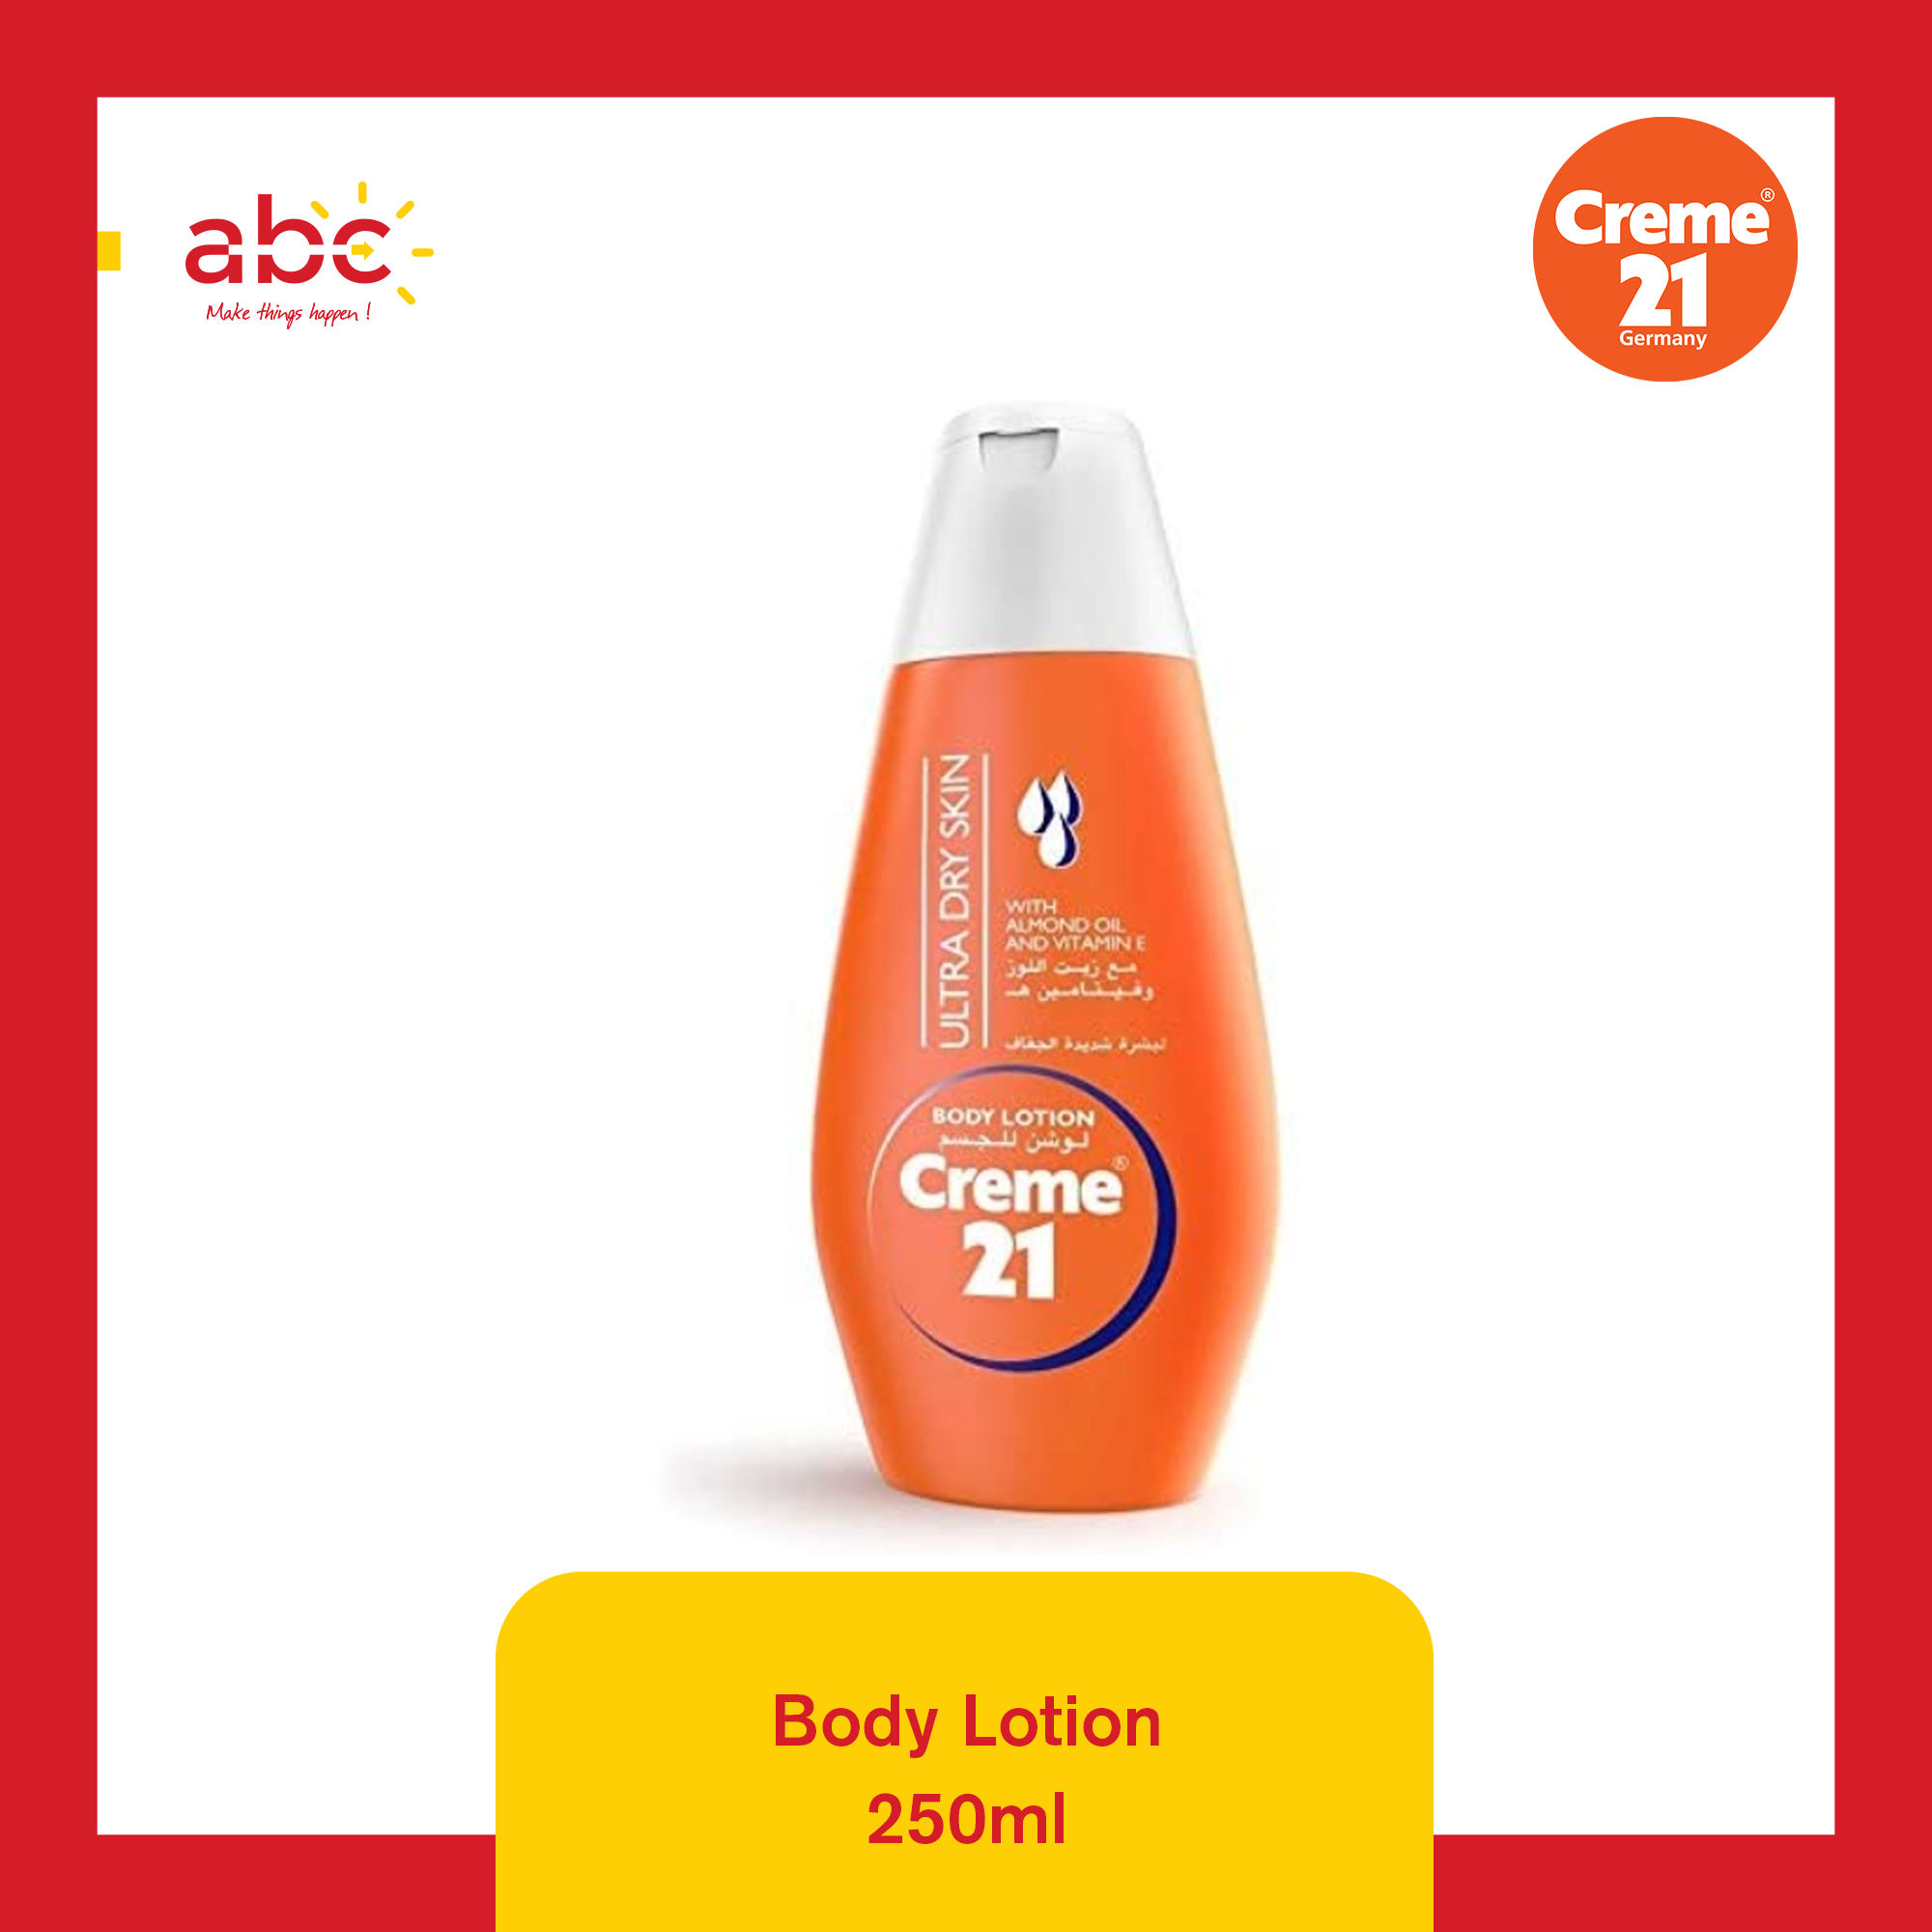 abc
Make things happen !
Creme®
21
Germany
ULTRA DRY SKIN
WITH
ALMOND OIL
AND VITAMIN E
مع زيت اللوز
وفيتامين هـ
لبشرة شديدة الجفاف
BODY LOTION
لوشن للجسم
Creme®
21
Body Lotion
250ml